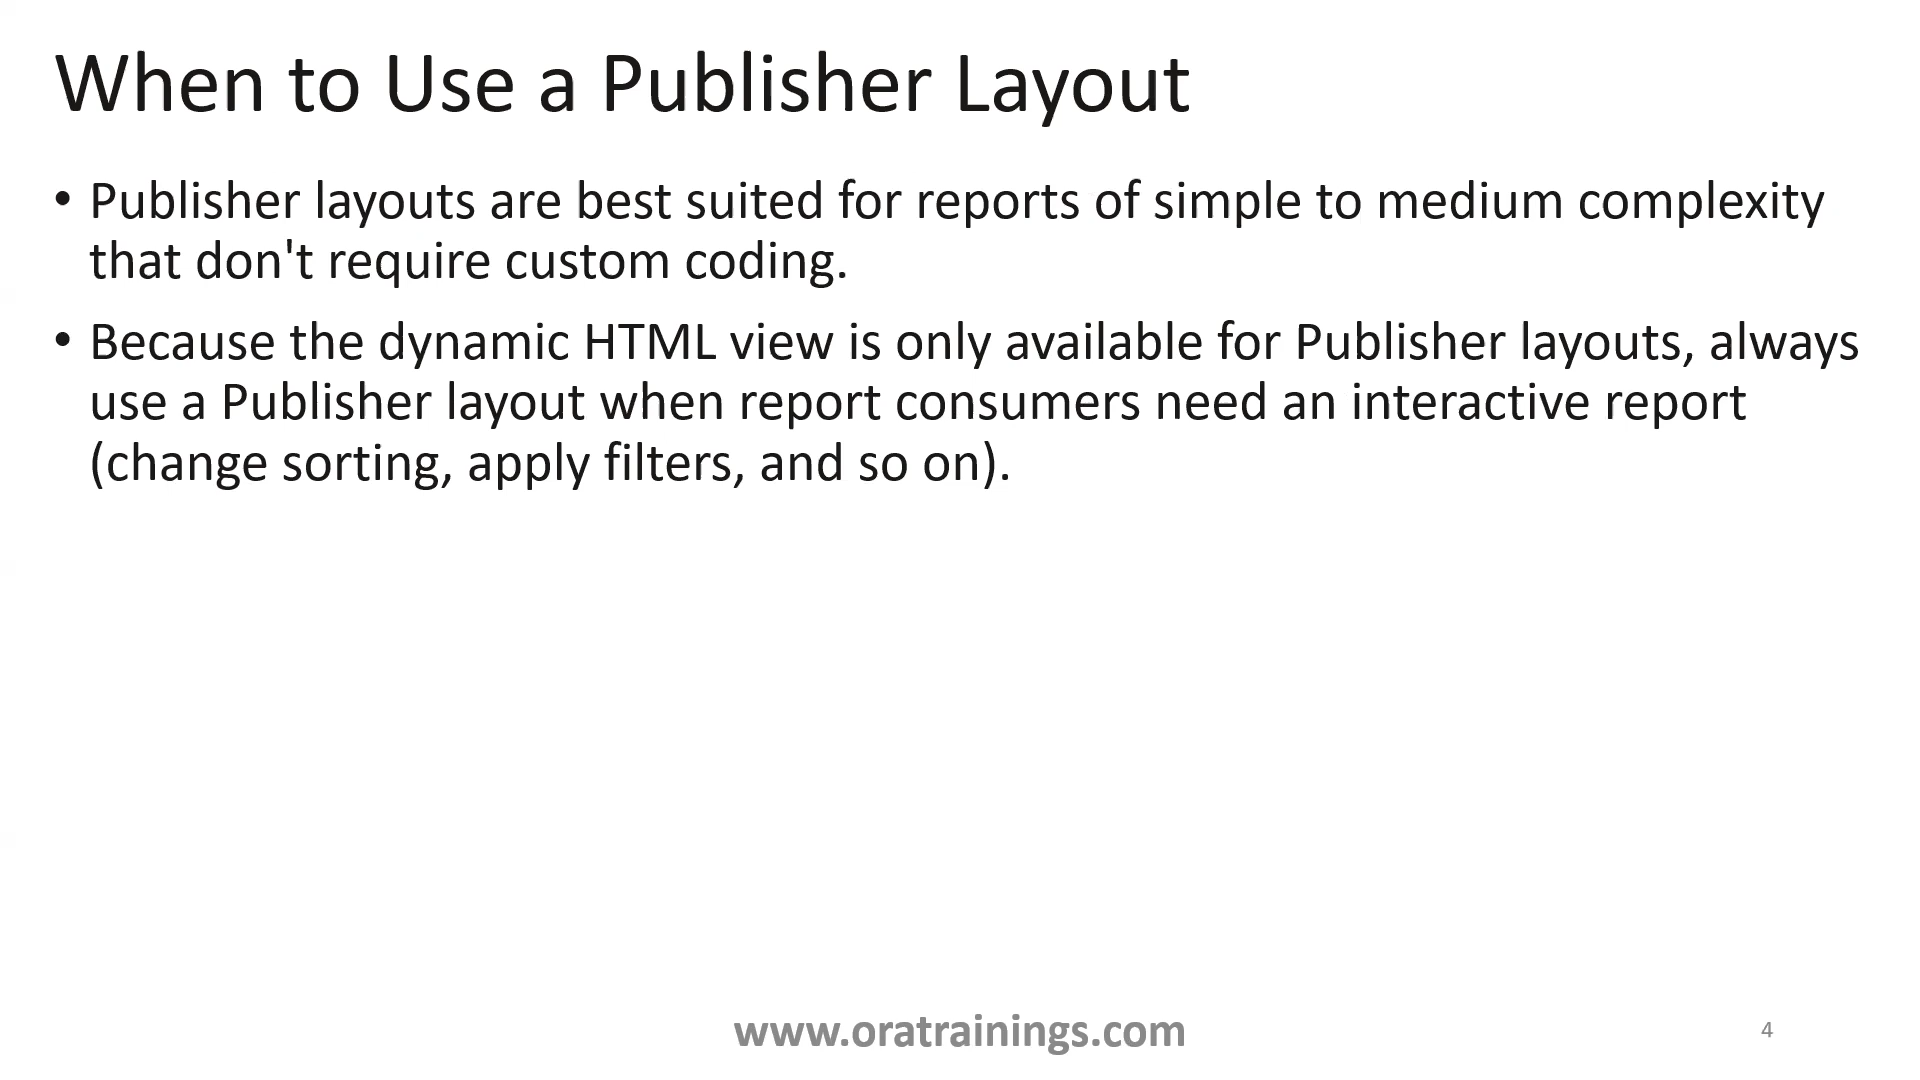 When to Use a Publisher Layout
• Publisher layouts are best suited for reports of simple to medium complexity
that don't require custom coding.
• Because the dynamic HTML view is only available for Publisher layouts, always
use a Publisher layout when report consumers need an interactive report
(change sorting, apply filters, and so on).
www.oratrainings.com
4